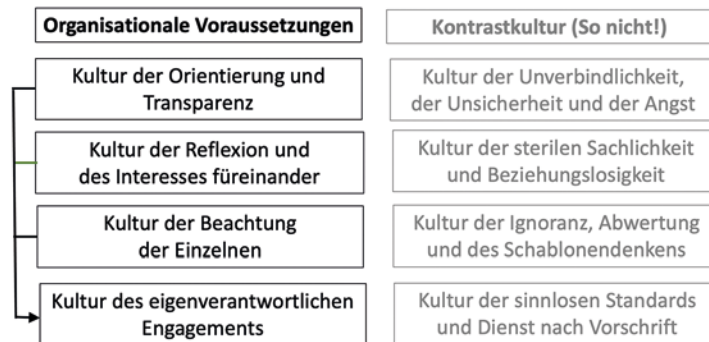 Organisationale Voraussetzungen
Kontrastkultur (So nicht!)
Kultur der Orientierung und
Transparenz
Kultur der Unverbindlichkeit,
der Unsicherheit und der Angst
Kultur der Reflexion und
des Interesses füreinander
Kultur der sterilen Sachlichkeit
und Beziehungslosigkeit
Kultur der Beachtung
der Einzelnen
Kultur der Ignoranz, Abwertung
und des Schablonendenkens
Kultur des eigenverantwortlichen
Engagements
Kultur der sinnlosen Standards
und Dienst nach Vorschrift